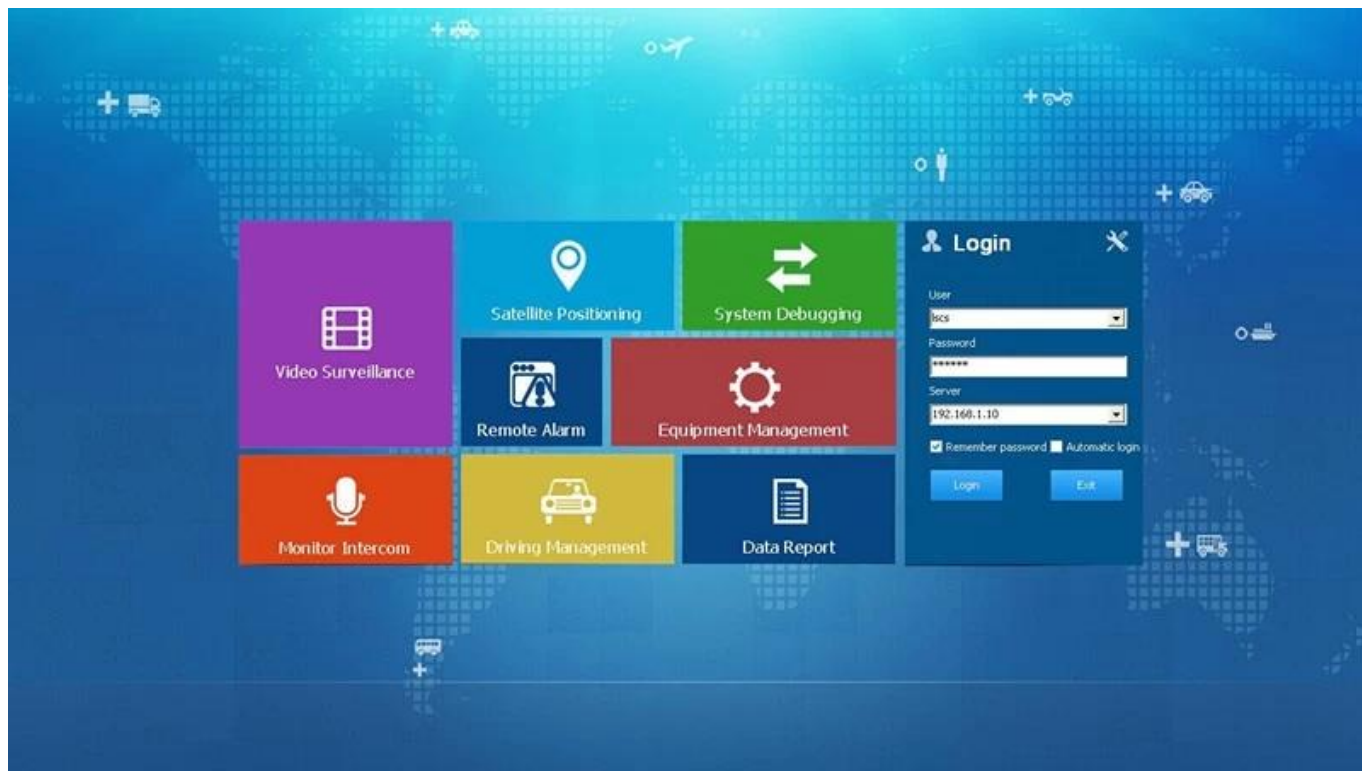 Video Surveillance
Satellite Positioning
System Debugging
Remote Alarm
Equipment Management
Monitor Intercom
Driving Management
Data Report
Login
User
lscs
Password
******
Server
192.168.1.10
Remember password Automatic login
Login Exit